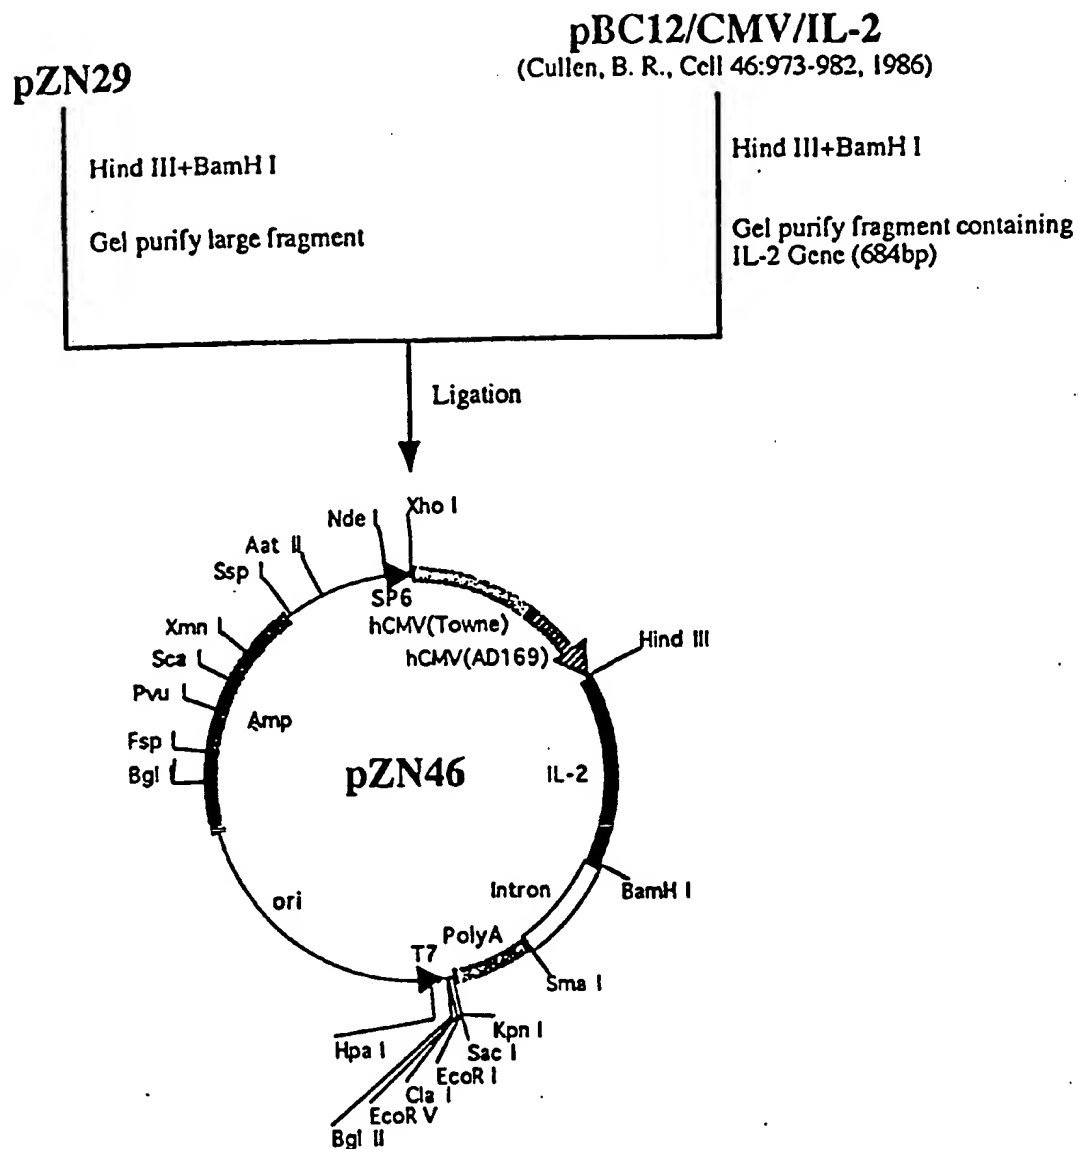 pZN29
pBC12/CMV/IL-2
(Cullen, B. R., Cell 46:973-982, 1986)
Hind III+BamH I
Gel purify large fragment
Hind III+BamH I
Gel purify fragment containing
IL-2 Gene (684bp)
Ligation
Nde I
Xho I
Aat II
Ssp I
SP6
hCMV(Towne)
hCMV(AD169)
Hind III
Xmn I
Sca I
Pvu I
Amp
Fsp I
Bgl I
pZN46
IL-2
BamH I
Intron
ori
PolyA
T7
Sma I
Kpn I
Hpa I
Sac I
EcoR I
Cla I
EcoR V
Bgl II